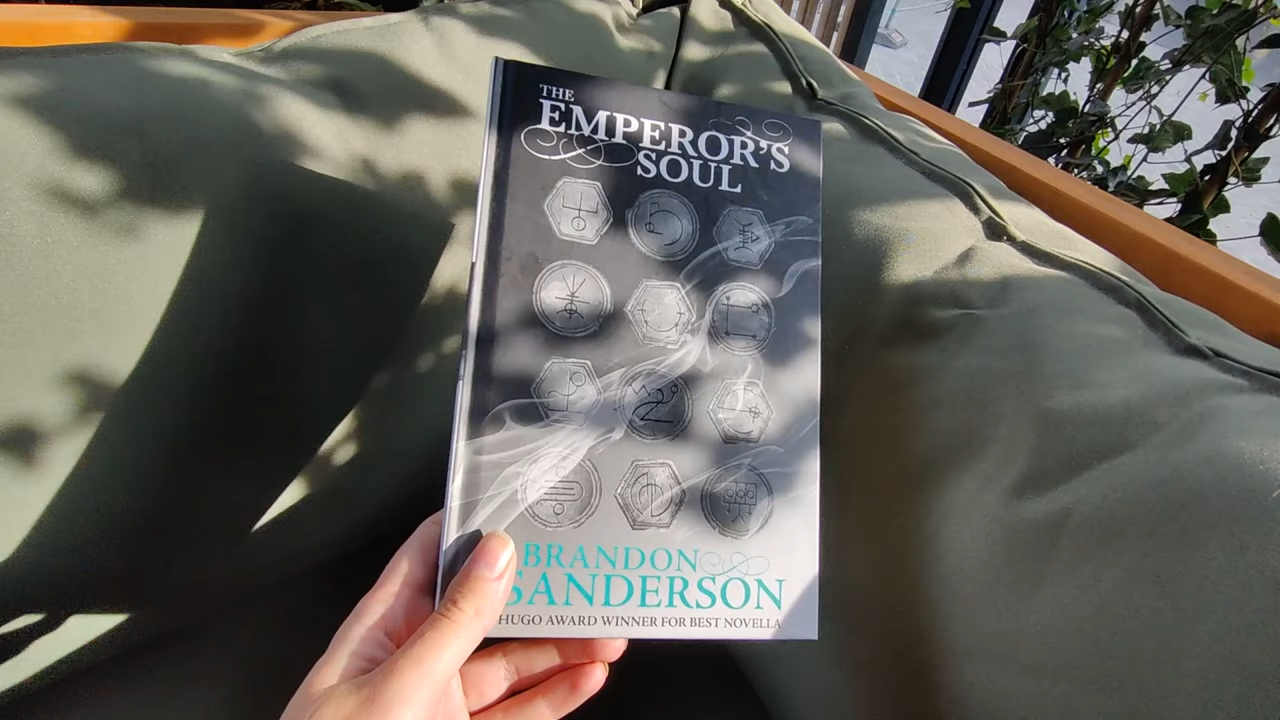 THE
EMPEROR'S
SOUL
BRANDON
SANDERSON
HUGO AWARD WINNER FOR BEST NOVELLA